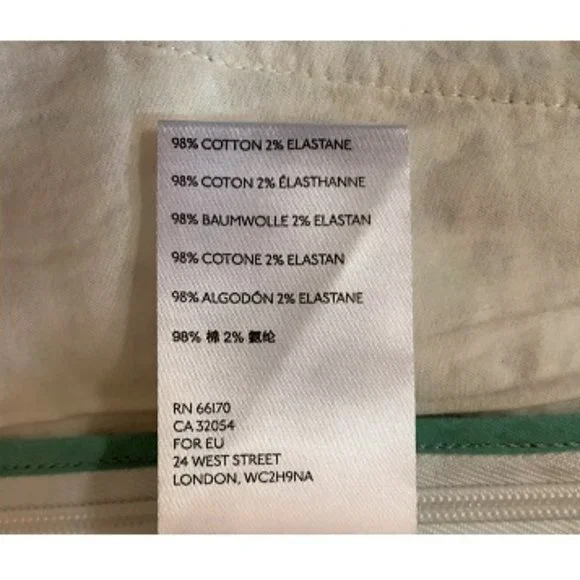 98% COTTON 2% ELASTANE
98% COTON 2% ÉLASTHANNE
98% BAUMWOLLE 2% ELASTAN
98% COTONE 2% ELASTAN
98% ALGODÓN 2% ELASTANE
98% 棉 2% 氨纶
RN 66170
CA 32054
FOR EU
24 WEST STREET
LONDON, WC2H9NA